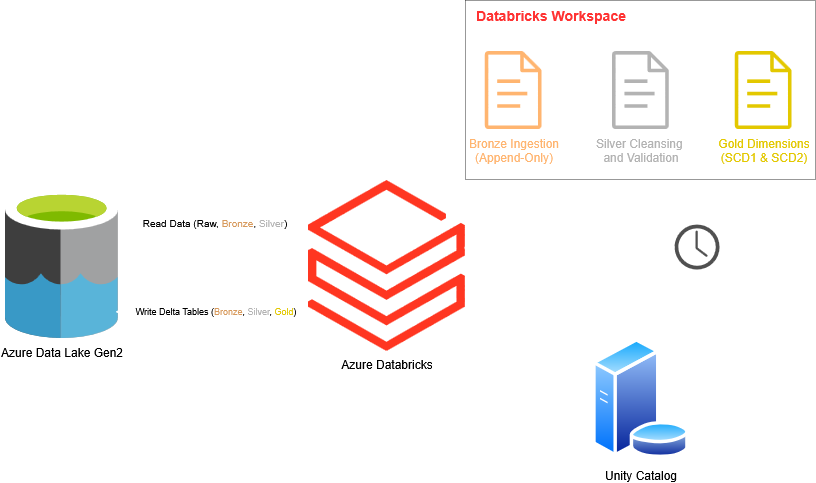 Databricks Workspace
Bronze Ingestion
(Append-Only)
Silver Cleansing
and Validation
Gold Dimensions
(SCD1 & SCD2)
Read Data (Raw, Bronze, Silver)
Write Delta Tables (Bronze, Silver, Gold)
Azure Data Lake Gen2
Azure Databricks
Unity Catalog